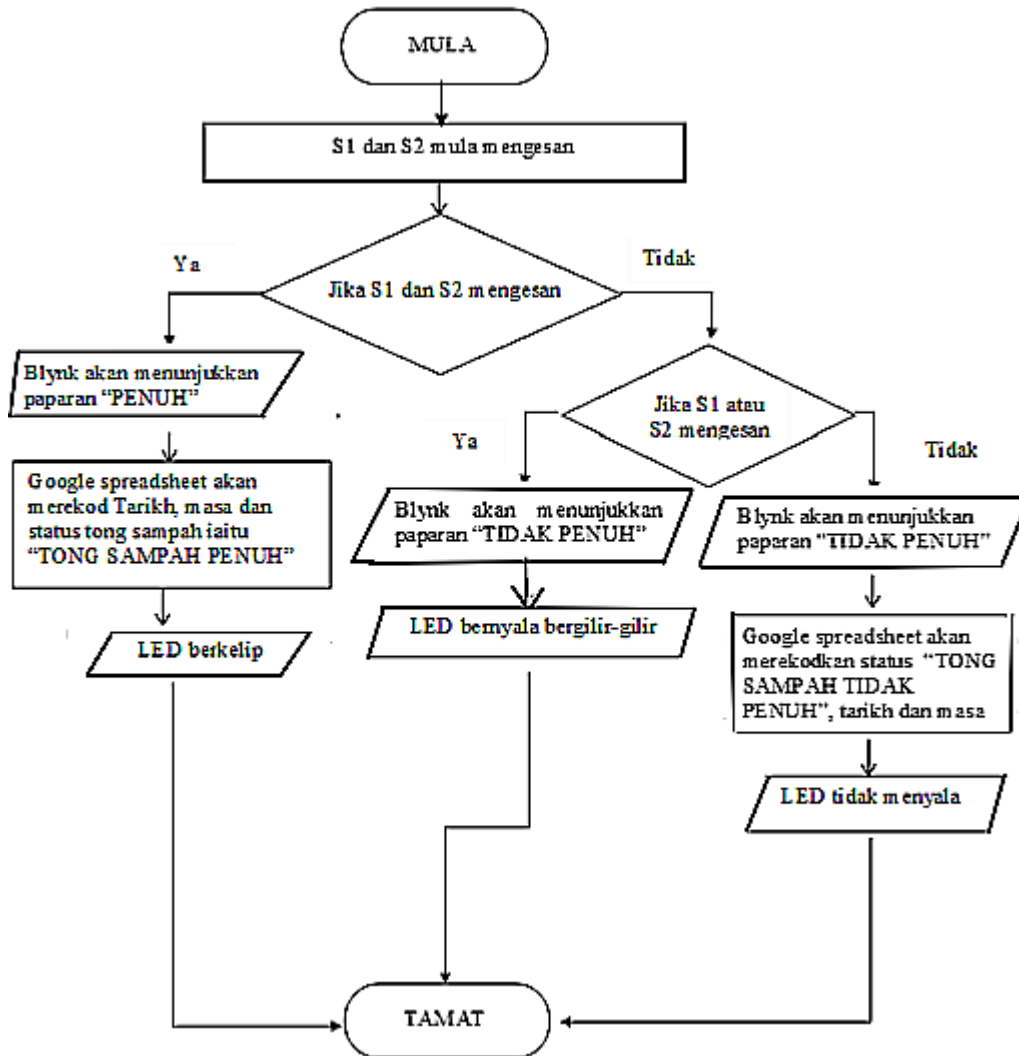 MULA
S1 dan S2 mula mengesan
Ya
Tidak
Jika S1 dan S2 mengesan
Blynk akan menunjukkan
paparan “PENUH”
Jika S1 atau
S2 mengesan
Ya
Tidak
Google spreadsheet akan
merekod Tarikh, masa dan
status tong sampah iaitu
“TONG SAMPAH PENUH”
Blynk akan menunjukkan
paparan “TIDAK PENUH”
Blynk akan menunjukkan
paparan “TIDAK PENUH”
LED berkelip
LED bernyala bergilir-gilir
Google spreadsheet akan
merekodkan status “TONG
SAMPAH TIDAK
PENUH”, tarikh dan masa
LED tidak menyala
TAMAT